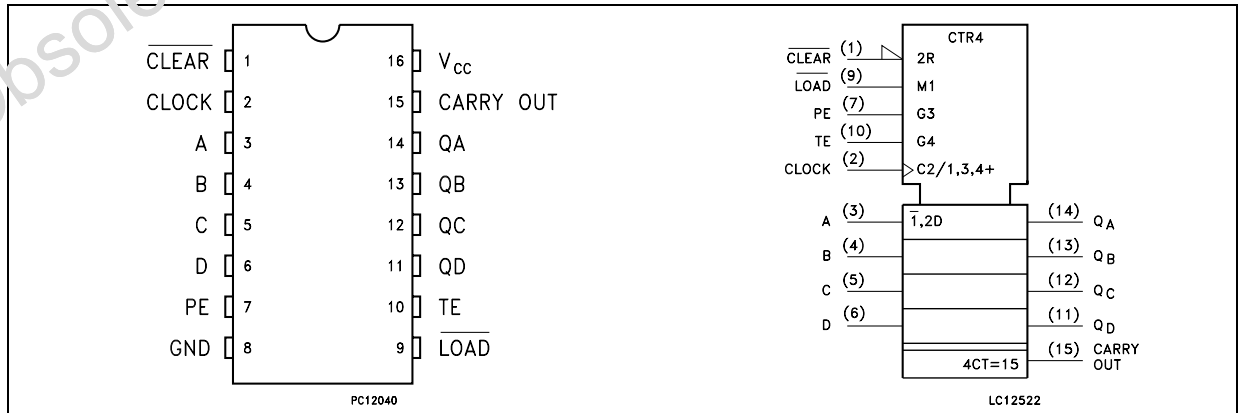 CLEAR 1 16 VCC
CLOCK 2 15 CARRY OUT
A 3 14 QA
B 4 13 QB
C 5 12 QC
D 6 11 QD
PE 7 10 TE
GND 8 9 LOAD
PC12040
CTR4
CLEAR (1) 2R
LOAD (9) M1
PE (7) G3
TE (10) G4
CLOCK (2) C2/1,3,4+
A (3) 1,2D (14) QA
B (4) (13) QB
C (5) (12) QC
D (6) (11) QD
4CT=15 (15) CARRY
OUT
LC12522